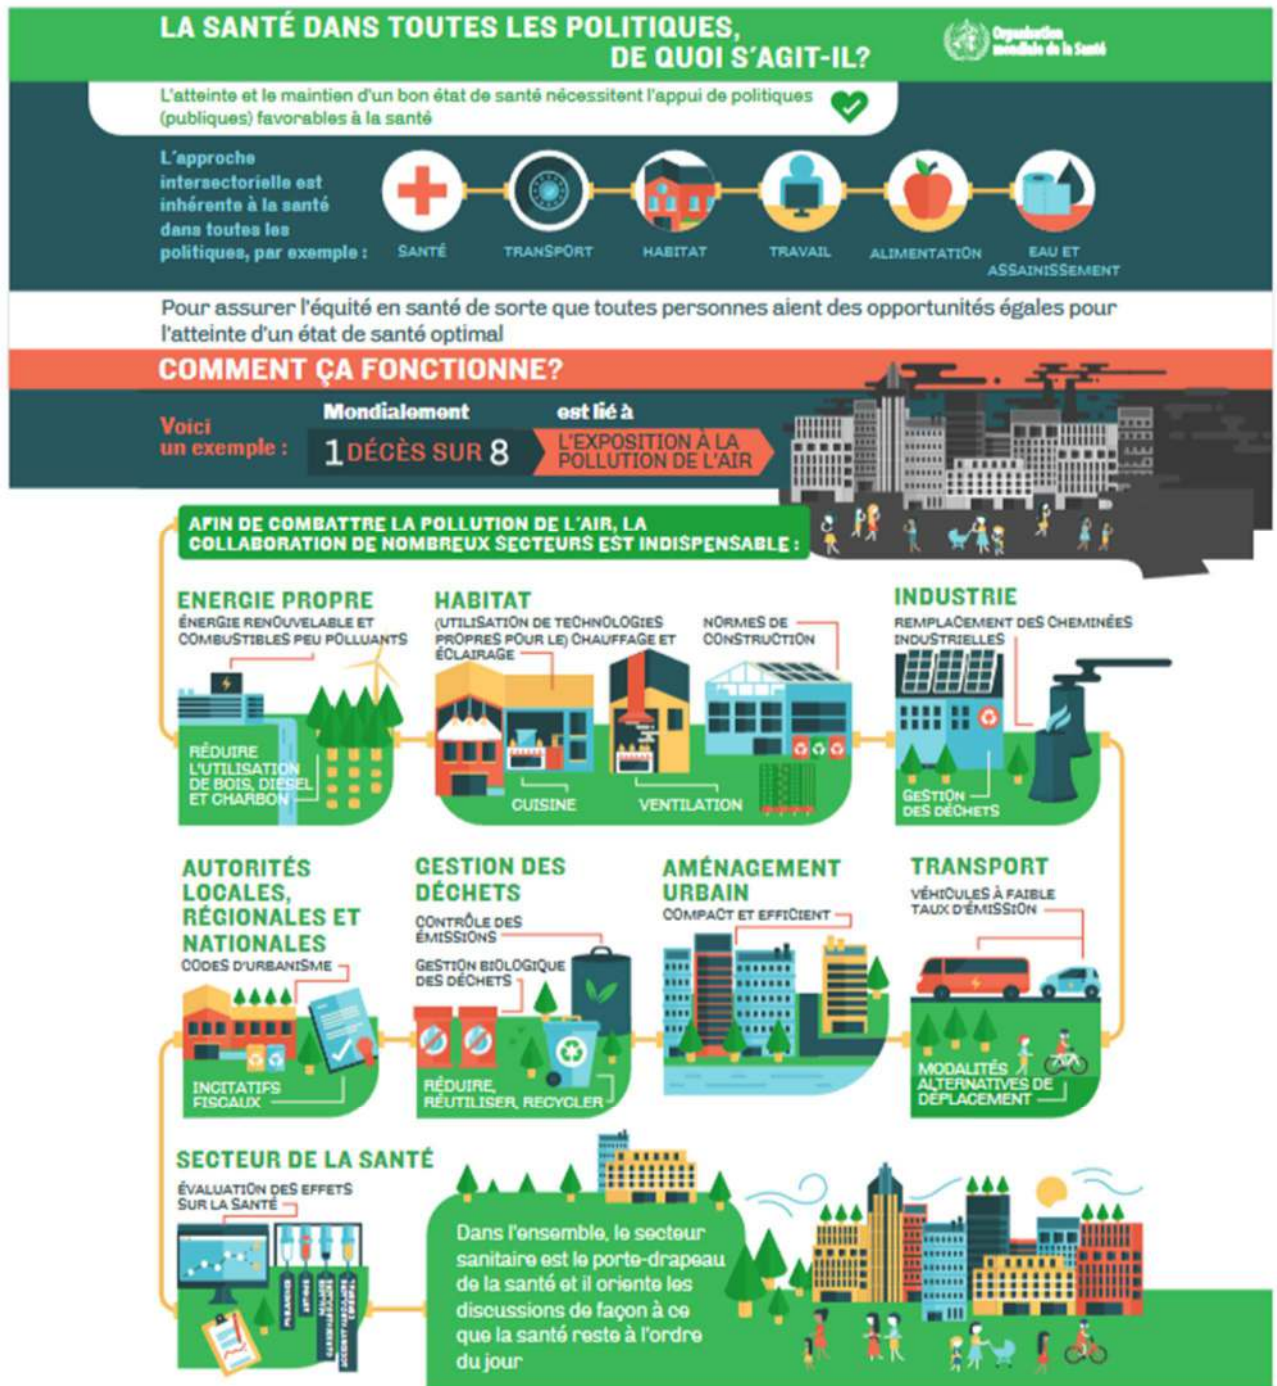 LA SANTÉ DANS TOUTES LES POLITIQUES,
DE QUOI S'AGIT-IL?
Organisation
mondiale de la Santé
L'atteinte et le maintien d'un bon état de santé nécessitent l'appui de politiques
(publiques) favorables à la santé
L'approche
intersectorielle est
inhérente à la santé
dans toutes les
politiques, par exemple :
SANTÉ
TRANSPORT
HABITAT
TRAVAIL
ALIMENTATION
EAU ET
ASSAINISSEMENT
Pour assurer l'équité en santé de sorte que toutes personnes aient des opportunités égales pour
l'atteinte d'un état de santé optimal
COMMENT ÇA FONCTIONNE?
Voici
un exemple :
Mondialement
1 DÉCÈS SUR 8
est lié à
L'EXPOSITION À LA
POLLUTION DE L'AIR
AFIN DE COMBATTRE LA POLLUTION DE L'AIR, LA
COLLABORATION DE NOMBREUX SECTEURS EST INDISPENSABLE :
ENERGIE PROPRE
ÉNERGIE RENOUVELABLE ET
COMBUSTIBLES PEU POLLUANTS
RÉDUIRE
L'UTILISATION
DE BOIS, DIESEL
ET CHARBON
HABITAT
(UTILISATION DE TECHNOLOGIES
PROPRES POUR LE) CHAUFFAGE ET
ÉCLAIRAGE
NORMES DE
CONSTRUCTION
CUISINE
VENTILATION
INDUSTRIE
REMPLACEMENT DES CHEMINÉES
INDUSTRIELLES
GESTION
DES DÉCHETS
AUTORITÉS
LOCALES,
RÉGIONALES ET
NATIONALES
CODES D'URBANISME
INCITATIFS
FISCAUX
GESTION DES
DÉCHETS
CONTRÔLE DES
ÉMISSIONS
GESTION BIOLOGIQUE
DES DÉCHETS
RÉDUIRE,
RÉUTILISER, RECYCLER
AMÉNAGEMENT
URBAIN
COMPACT ET EFFICIENT
TRANSPORT
VÉHICULES À FAIBLE
TAUX D'ÉMISSION
MODALITÉS
ALTERNATIVES DE
DÉPLACEMENT
SECTEUR DE LA SANTÉ
ÉVALUATION DES EFFETS
SUR LA SANTÉ
Dans l'ensemble, le secteur
sanitaire est le porte-drapeau
de la santé et il oriente les
discussions de façon à ce
que la santé reste à l'ordre
du jour